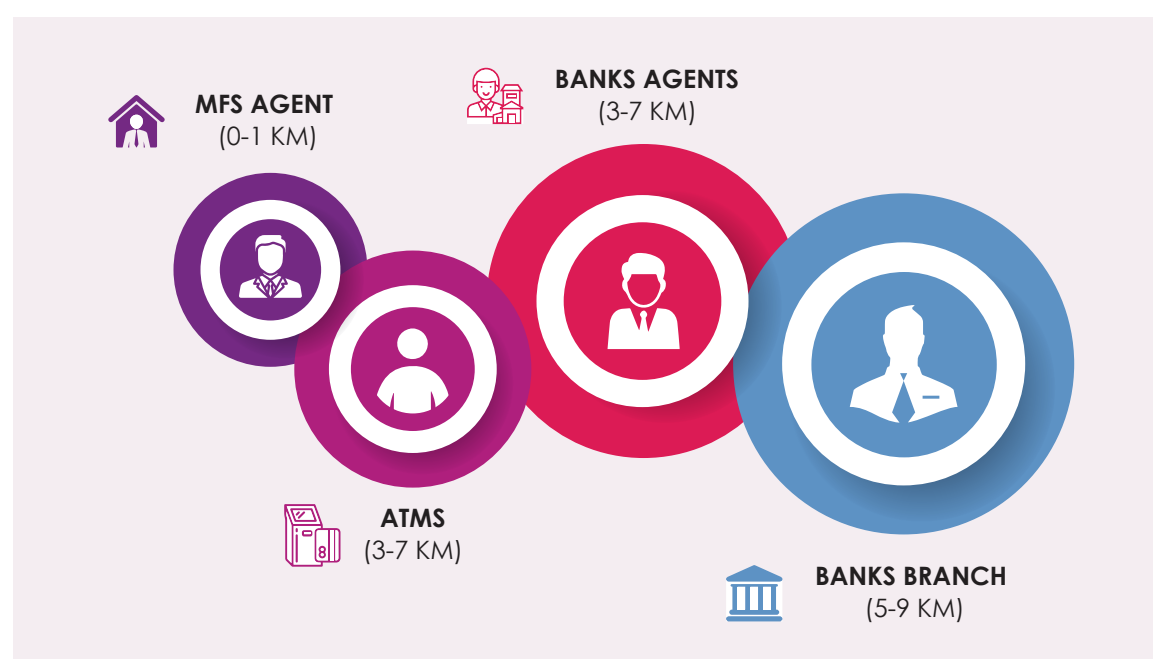 MFS AGENT
(0-1 KM)
BANKS AGENTS
(3-7 KM)
ATMS
(3-7 KM)
8
BANKS BRANCH
(5-9 KM)